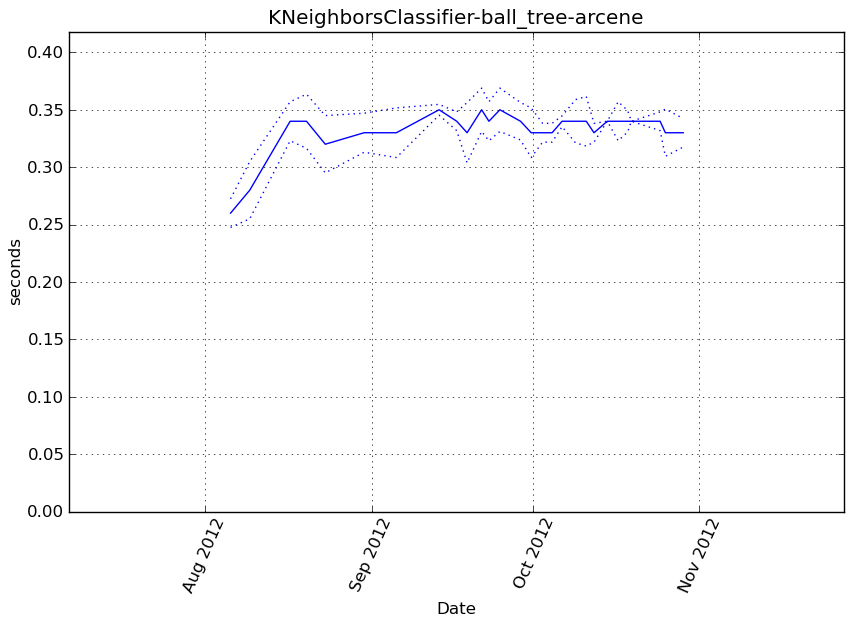 KNeighborsClassifier-ball_tree-arcene
0.40
0.35
0.30
0.25
0.20
0.15
0.10
0.05
0.00
seconds
Aug 2012
Sep 2012
Oct 2012
Nov 2012
Date